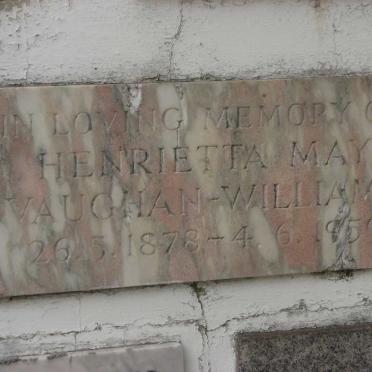 IN LOVING MEMORY O
HENRIETTA MAY
VAUGHAN-WILLIAM
26.5.1878-4.6.195